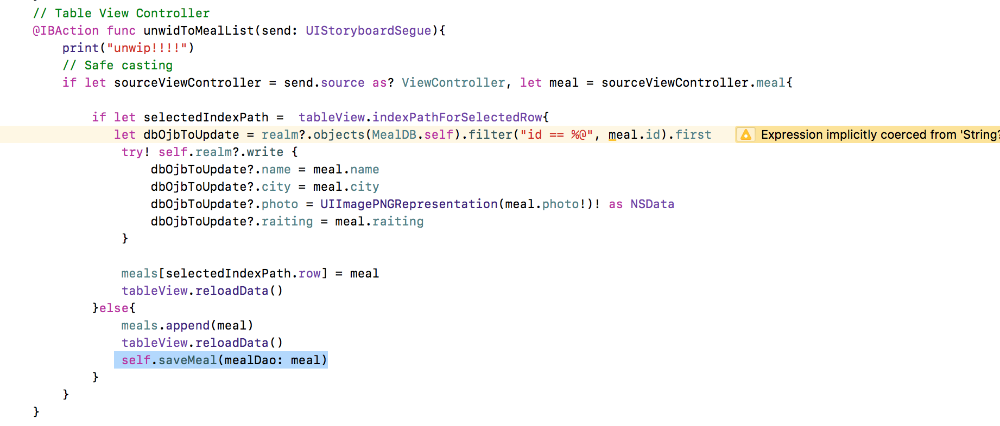 // Table View Controller
@IBAction func unwidToMealList(send: UIStoryboardSegue){
print("unwip!!!!")
// Safe casting
if let sourceViewController = send.source as? ViewController, let meal = sourceViewController.meal{
if let selectedIndexPath =  tableView.indexPathForSelectedRow{
let dbOjbToUpdate = realm?.objects(MealDB.self).filter("id == %@", meal.id).first Expression implicitly coerced from 'String?
try! self.realm?.write {
dbOjbToUpdate?.name = meal.name
dbOjbToUpdate?.city = meal.city
dbOjbToUpdate?.photo = UIImagePNGRepresentation(meal.photo!)! as NSData
dbOjbToUpdate?.raiting = meal.raiting
}
meals[selectedIndexPath.row] = meal
tableView.reloadData()
}else{
meals.append(meal)
tableView.reloadData()
self.saveMeal(mealDao: meal)
}
}
}